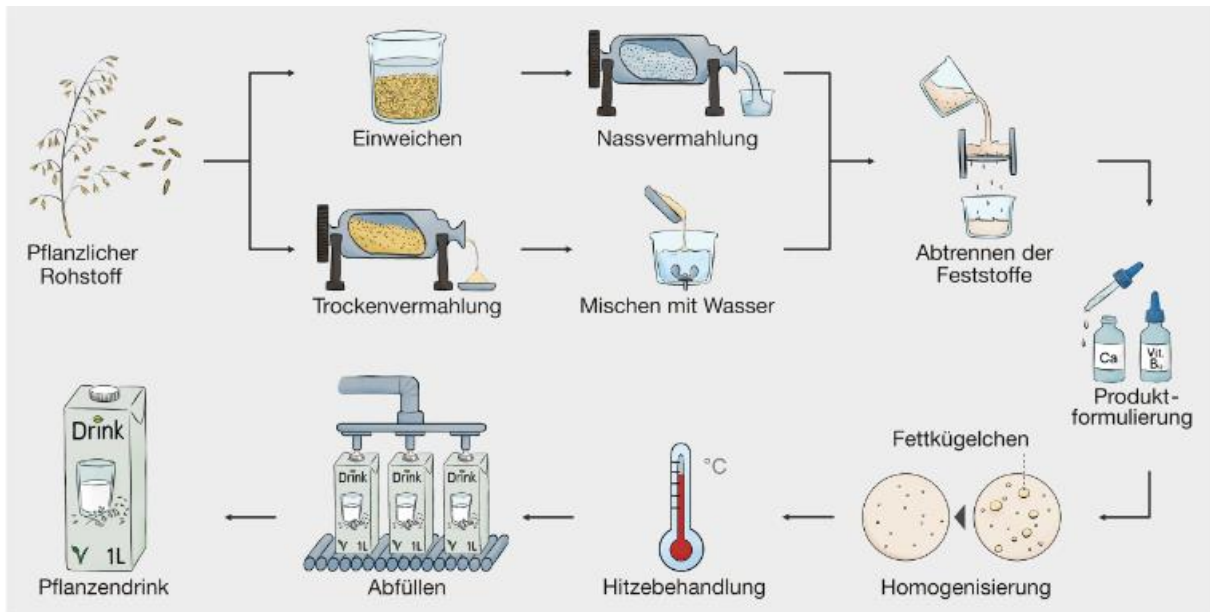 Einweichen
Nassvermahlung
Pflanzlicher
Rohstoff
Trockenvermahlung
Mischen mit Wasser
Abtrennen der
Feststoffe
Ca
Vit.
Produkt-
formulierung
Fettkügelchen
Homogenisierung
°C
Hitzebehandlung
Drink
Drink
Drink
1L
1L
1L
Abfüllen
Drink
1L
Pflanzendrink